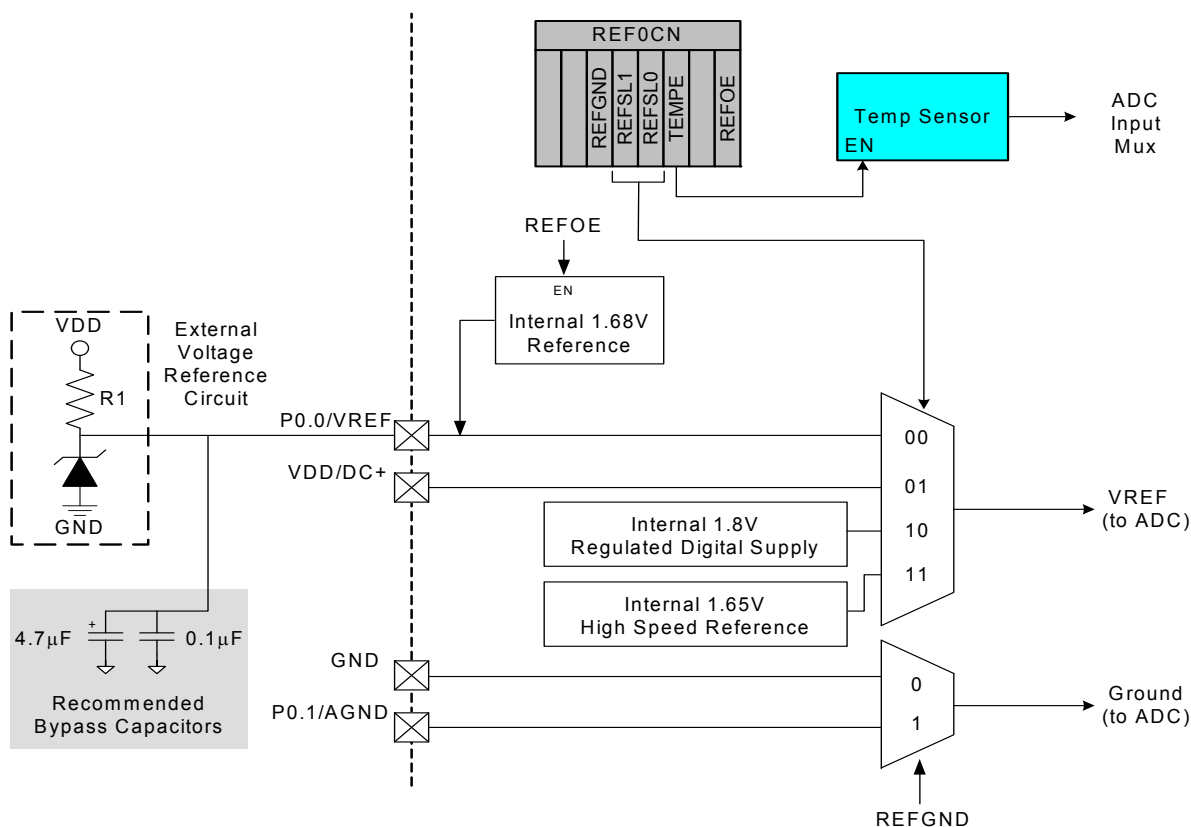 REF0CN
REFGND
REFSL1
REFSL0
TEMPE
REFOE
Temp Sensor
EN
ADC
Input
Mux
REFOE
EN
Internal 1.68V
Reference
VDD
R1
GND
External
Voltage
Reference
Circuit
P0.0/VREF
VDD/DC+
00
01
10
11
Internal 1.8V
Regulated Digital Supply
Internal 1.65V
High Speed Reference
VREF
(to ADC)
4.7μF
+
0.1μF
Recommended
Bypass Capacitors
GND
P0.1/AGND
0
1
Ground
(to ADC)
REFGND